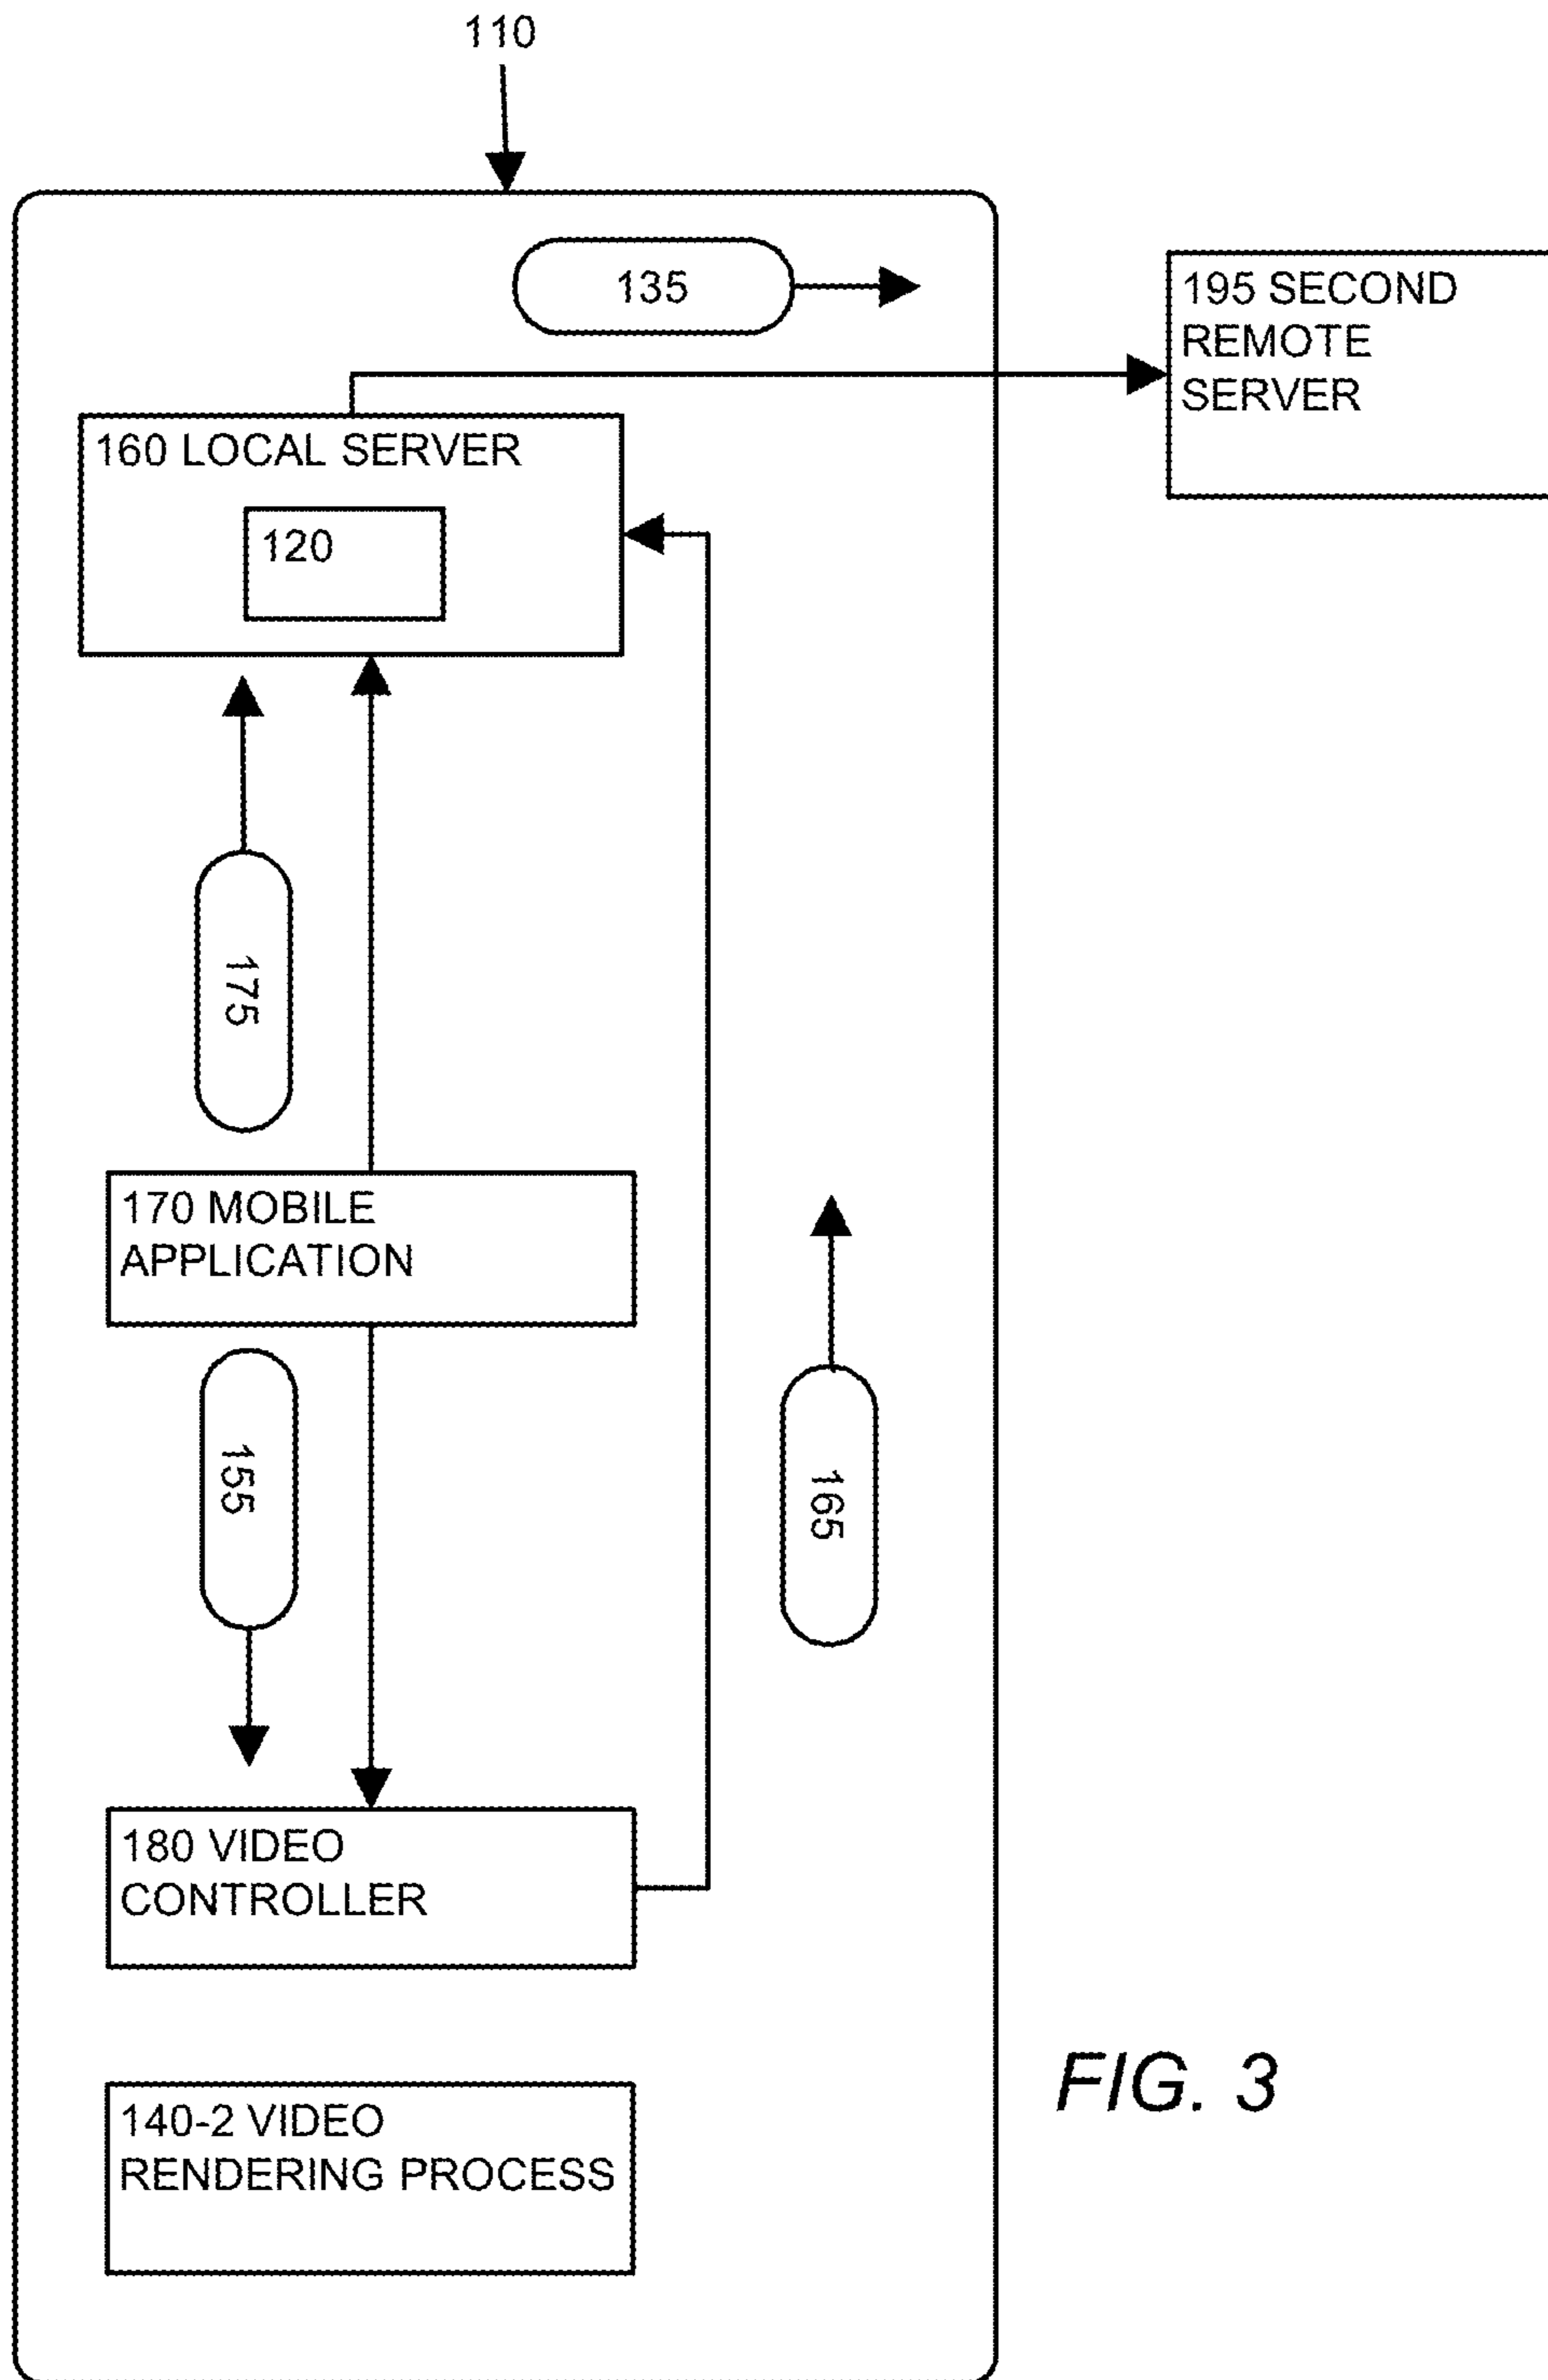 110
135
195 SECOND
REMOTE
SERVER
160 LOCAL SERVER
120
175
170 MOBILE
APPLICATION
155
165
180 VIDEO
CONTROLLER
140-2 VIDEO
RENDERING PROCESS
FIG. 3